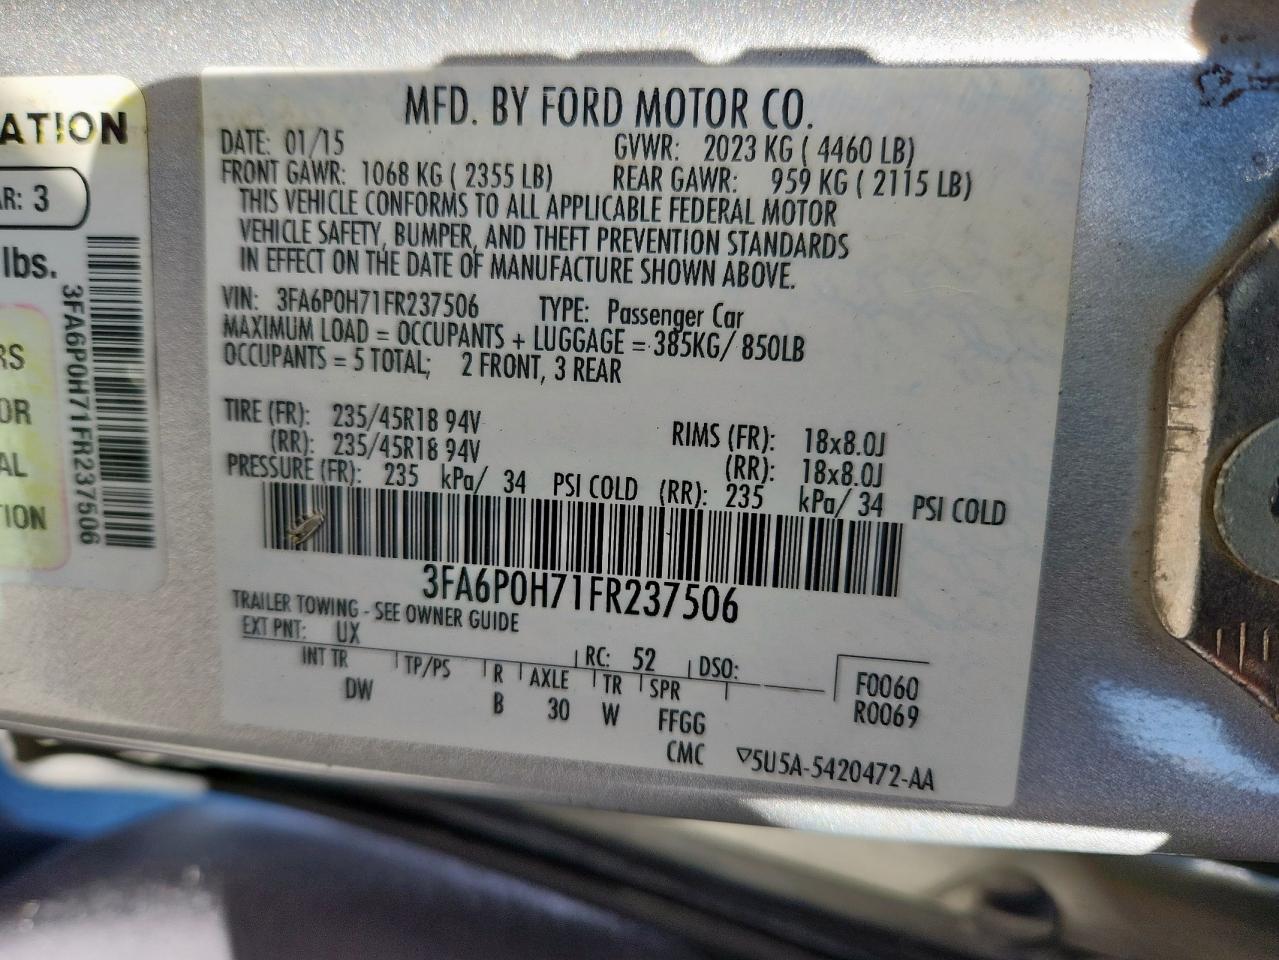 ATION
AR: 3
lbs.
RS
OR
AL
TION
3FA6P0H71FR237506
MFD. BY FORD MOTOR CO.
DATE: 01/15 GVWR: 2023 KG ( 4460 LB)
FRONT GAWR: 1068 KG ( 2355 LB) REAR GAWR: 959 KG ( 2115 LB)
THIS VEHICLE CONFORMS TO ALL APPLICABLE FEDERAL MOTOR
VEHICLE SAFETY, BUMPER, AND THEFT PREVENTION STANDARDS
IN EFFECT ON THE DATE OF MANUFACTURE SHOWN ABOVE.
VIN: 3FA6P0H71FR237506 TYPE: Passenger Car
MAXIMUM LOAD = OCCUPANTS + LUGGAGE = 385KG/ 850LB
OCCUPANTS = 5 TOTAL; 2 FRONT, 3 REAR
TIRE (FR): 235/45R18 94V RIMS (FR): 18x8.0J
(RR): 235/45R18 94V (RR): 18x8.0J
PRESSURE (FR): 235 kPa/ 34 PSI COLD (RR): 235 kPa/ 34 PSI COLD
3FA6P0H71FR237506
TRAILER TOWING - SEE OWNER GUIDE
EXT PNT: UX RC: 52 DSO:
INT TR TP/PS R AXLE TR SPR F0060
DW B 30 W FFGG R0069
CMC ▽5U5A-5420472-AA